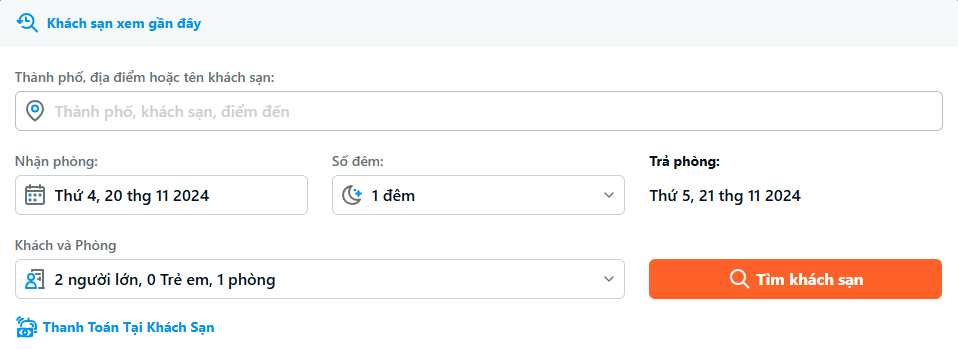 Khách sạn xem gần đây
Thành phố, địa điểm hoặc tên khách sạn:
Thành phố, khách sạn, điểm đến
Nhận phòng:
Số đêm:
Trả phòng:
Thứ 4, 20 thg 11 2024
1 đêm
Thứ 5, 21 thg 11 2024
Khách và Phòng
2 người lớn, 0 Trẻ em, 1 phòng
Tìm khách sạn
Thanh Toán Tại Khách Sạn